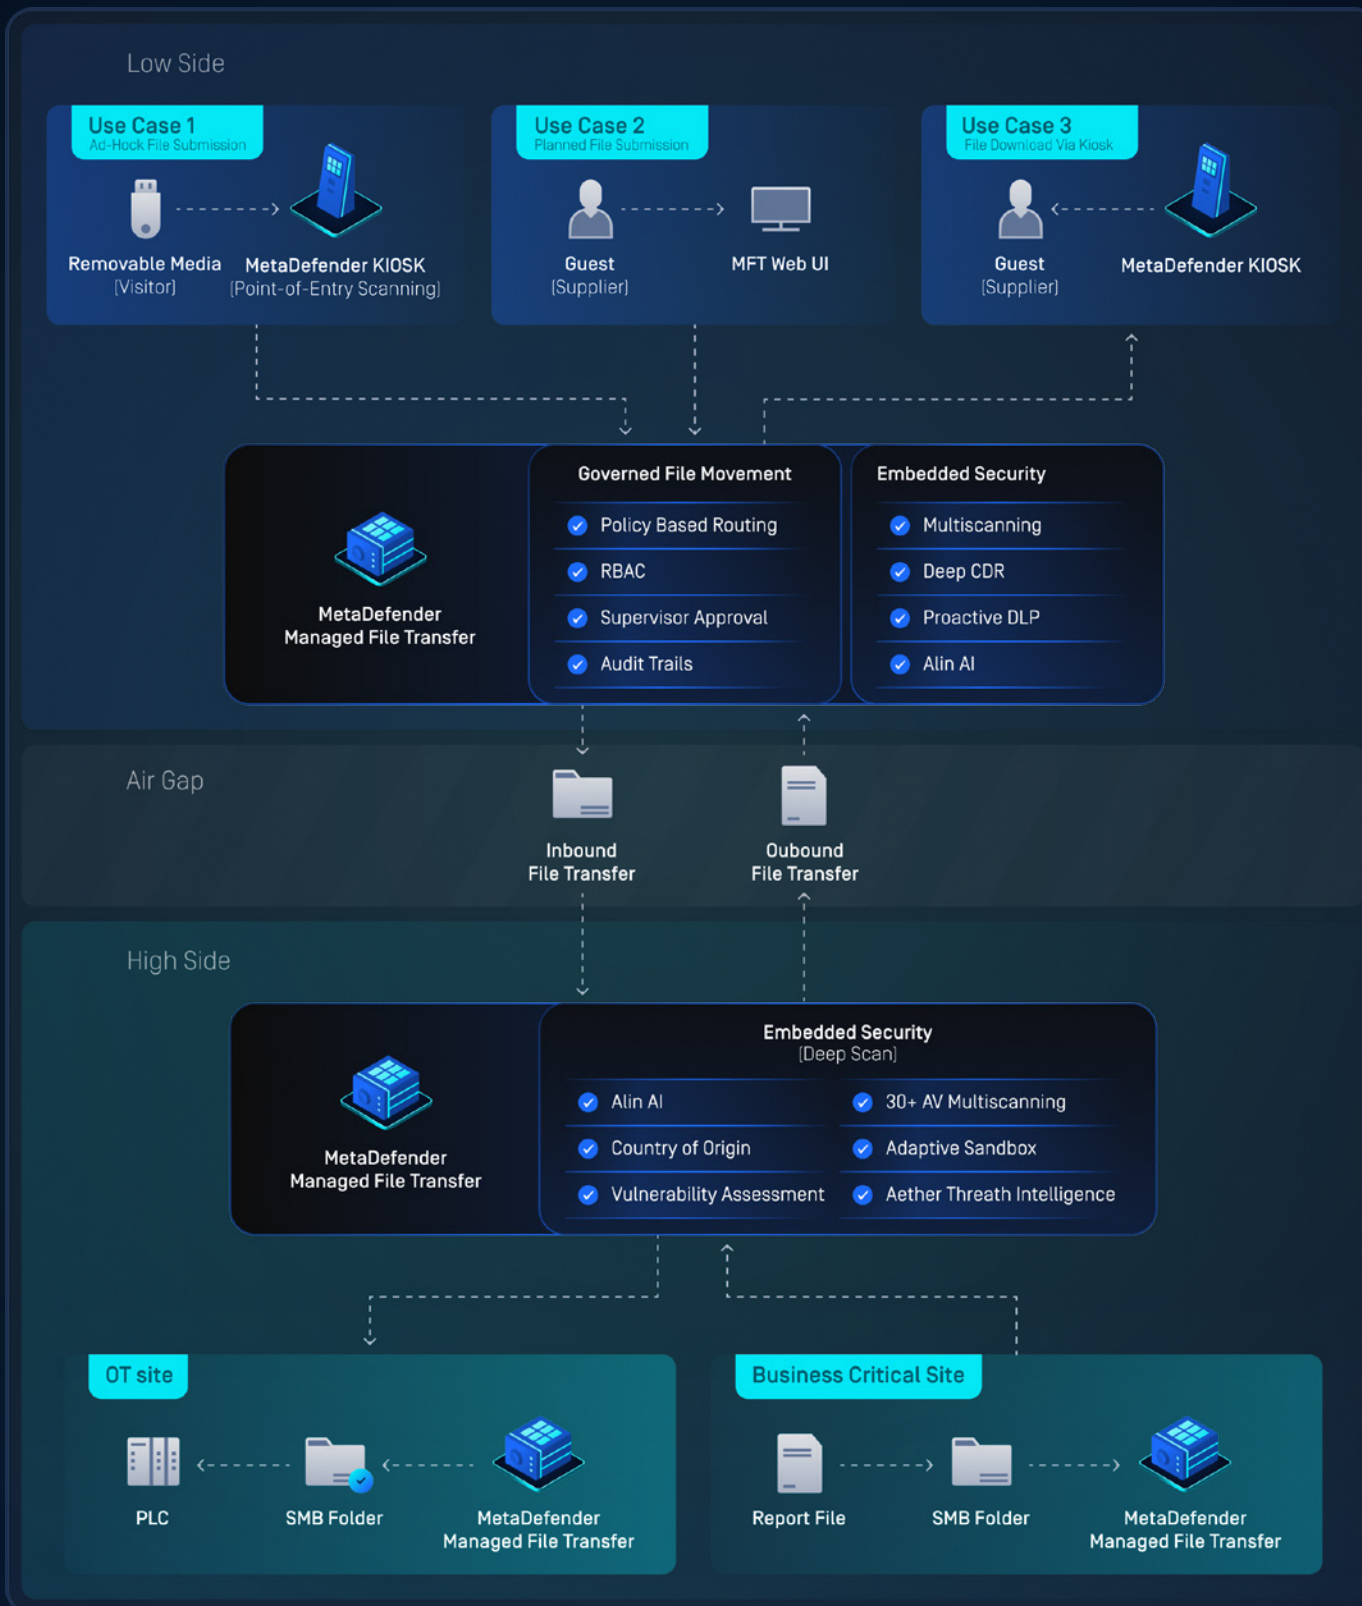 Low Side
Use Case 1
Ad-Hock File Submission
Removable Media
(Visitor)
MetaDefender KIOSK
(Point-of-Entry Scanning)
Use Case 2
Planned File Submission
Guest
(Supplier)
MFT Web UI
Use Case 3
File Download Via Kiosk
Guest
(Supplier)
MetaDefender KIOSK
MetaDefender
Managed File Transfer
Governed File Movement
Policy Based Routing
RBAC
Supervisor Approval
Audit Trails
Embedded Security
Multiscanning
Deep CDR
Proactive DLP
Alin AI
Air Gap
Inbound
File Transfer
Oubound
File Transfer
High Side
MetaDefender
Managed File Transfer
Embedded Security
(Deep Scan)
Alin AI
Country of Origin
Vulnerability Assessment
30+ AV Multiscanning
Adaptive Sandbox
Aether Threath Intelligence
OT site
PLC
SMB Folder
MetaDefender
Managed File Transfer
Business Critical Site
Report File
SMB Folder
MetaDefender
Managed File Transfer